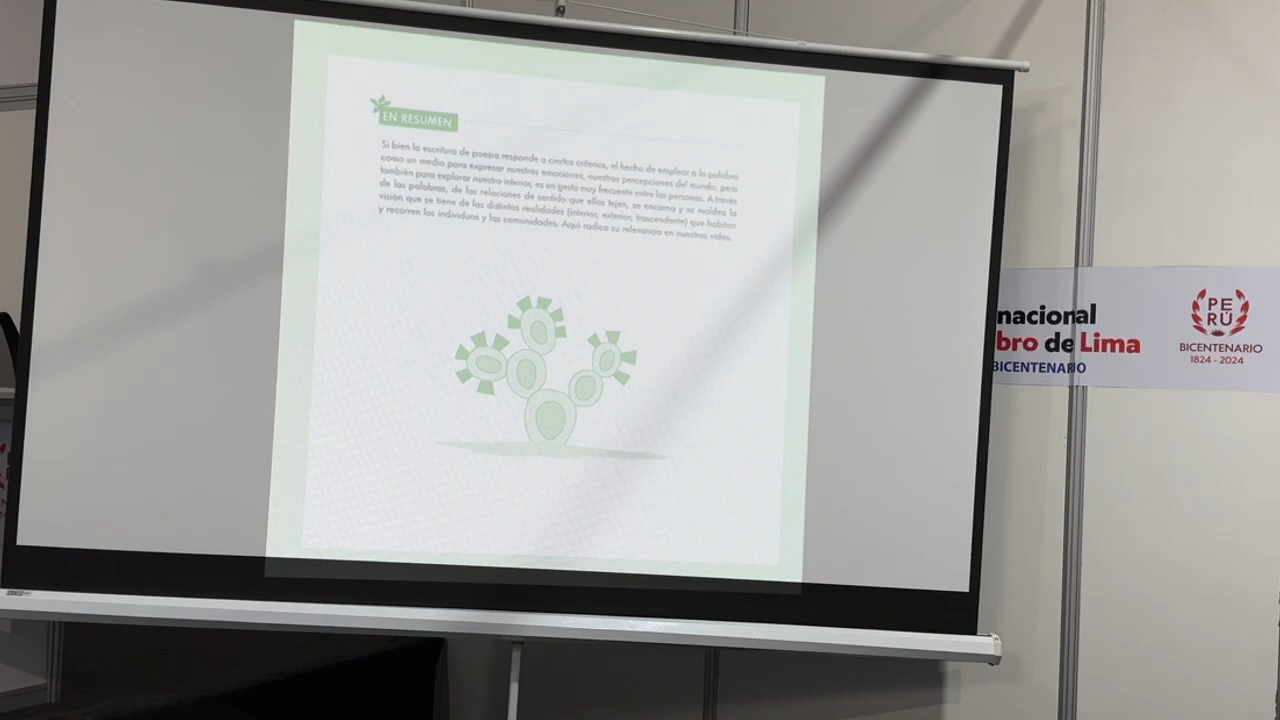 EN RESUMEN
Si bien la escritura de poesía responde a ciertos criterios, el hecho de emplear a la palabra
como un medio para expresar nuestras emociones, nuestras percepciones del mundo, pero
también para explorar nuestro interior, es un gesto muy frecuente entre las personas. A través
de las palabras, de las relaciones de sentido que ellas tejen, se encarna y se moldea la
visión que se tiene de las distintas realidades (interior, exterior, trascendente) que habitan
y recorren los individuos y las comunidades. Aquí radica su relevancia en nuestras vidas.
nacional
bro de Lima
BICENTENARIO
PE
RÚ
BICENTENARIO
1824 - 2024